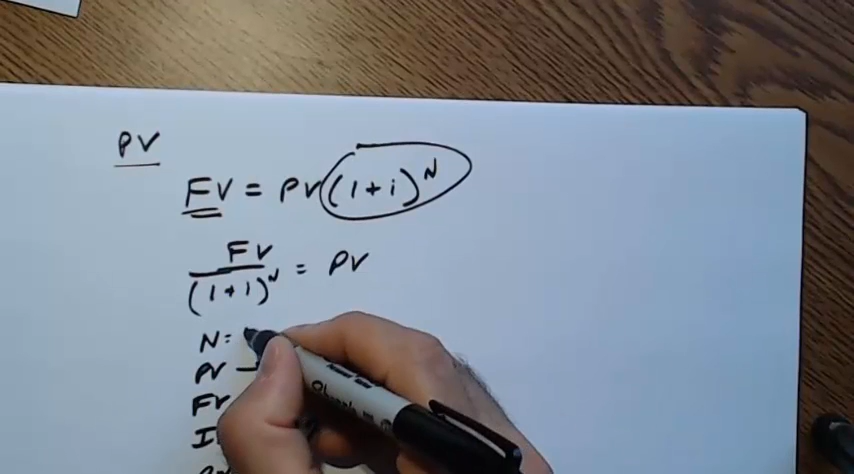 PV
FV = PV(1+i)^N
FV
(1+i)^N = PV
N =
PV
FV
I